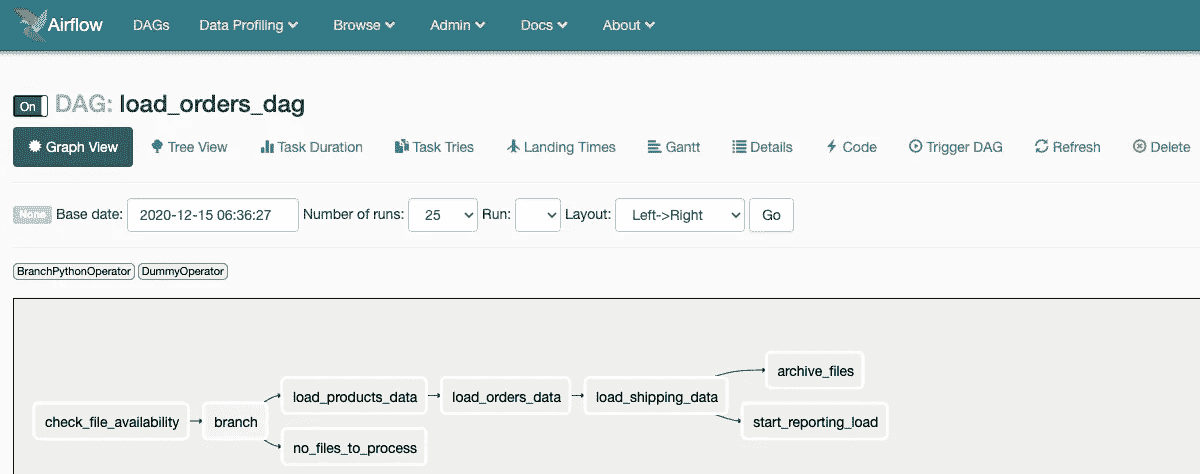 Airflow DAGs Data Profiling Browse Admin Docs About
On DAG: load_orders_dag
Graph View Tree View Task Duration Task Tries Landing Times Gantt Details Code Trigger DAG Refresh Delete
None Base date: 2020-12-15 06:36:27 Number of runs: 25 Run: Layout: Left->Right Go
BranchPythonOperator DummyOperator
archive_files
load_products_data load_orders_data load_shipping_data
check_file_availability branch start_reporting_load
no_files_to_process